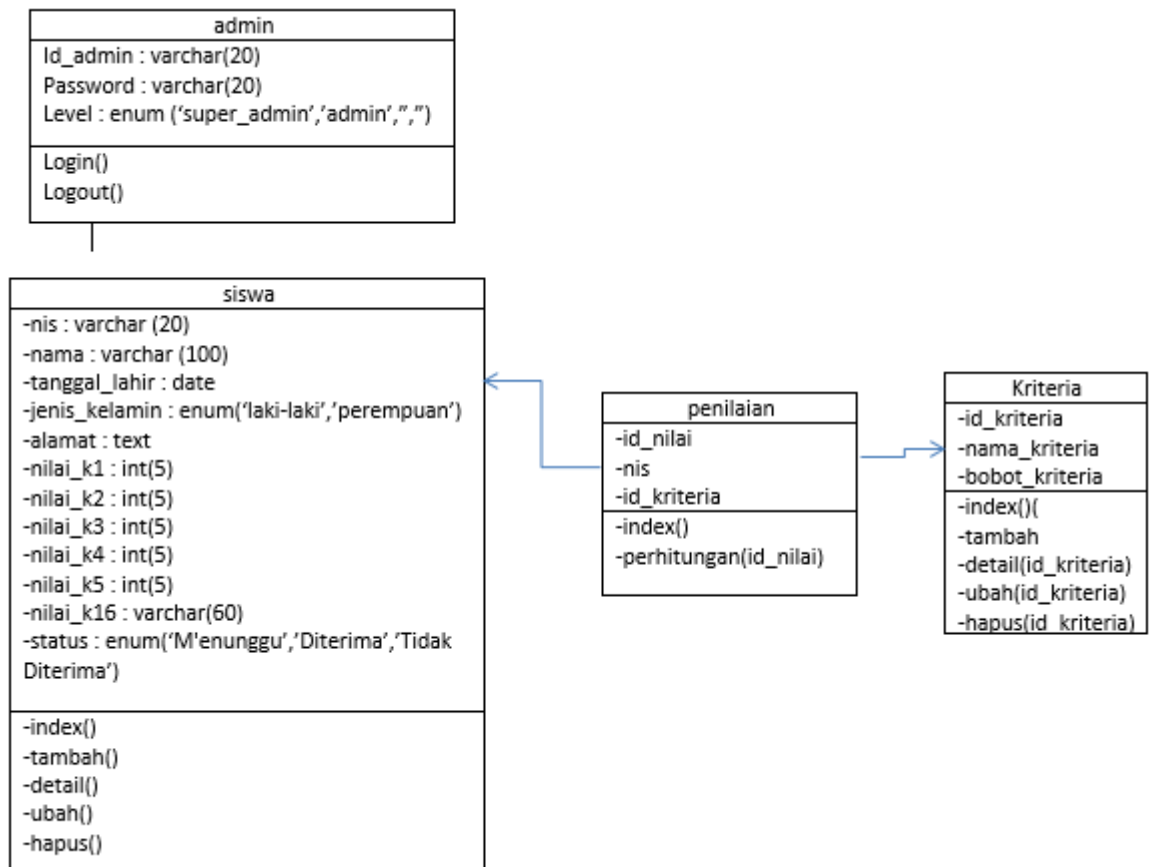 admin
Id_admin : varchar(20)
Password : varchar(20)
Level : enum (‘super_admin’,’admin’,”,”)
Login()
Logout()
siswa
-nis : varchar (20)
-nama : varchar (100)
-tanggal_lahir : date
-jenis_kelamin : enum(‘laki-laki’,’perempuan’)
-alamat : text
-nilai_k1 : int(5)
-nilai_k2 : int(5)
-nilai_k3 : int(5)
-nilai_k4 : int(5)
-nilai_k5 : int(5)
-nilai_k16 : varchar(60)
-status : enum(‘M'enunggu’,’Diterima’,’Tidak
Diterima’)
-index()
-tambah()
-detail()
-ubah()
-hapus()
penilaian
-id_nilai
-nis
-id_kriteria
-index()
-perhitungan(id_nilai)
Kriteria
-id_kriteria
-nama_kriteria
-bobot_kriteria
-index()(
-tambah
-detail(id_kriteria)
-ubah(id_kriteria)
-hapus(id_kriteria)